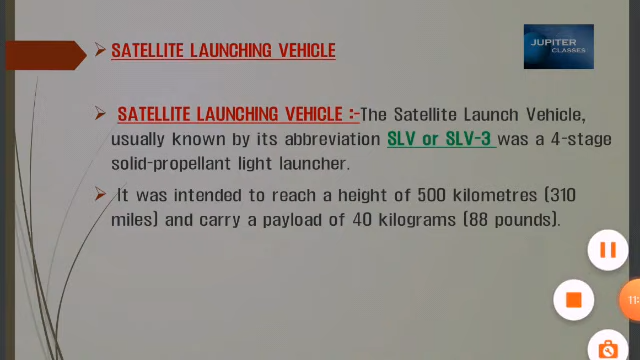 SATELLITE LAUNCHING VEHICLE
JUPITER
CLASSES
SATELLITE LAUNCHING VEHICLE :-The Satellite Launch Vehicle,
usually known by its abbreviation SLV or SLV-3 was a 4-stage
solid-propellant light launcher.
It was intended to reach a height of 500 kilometres (310
miles) and carry a payload of 40 kilograms (88 pounds).
11: